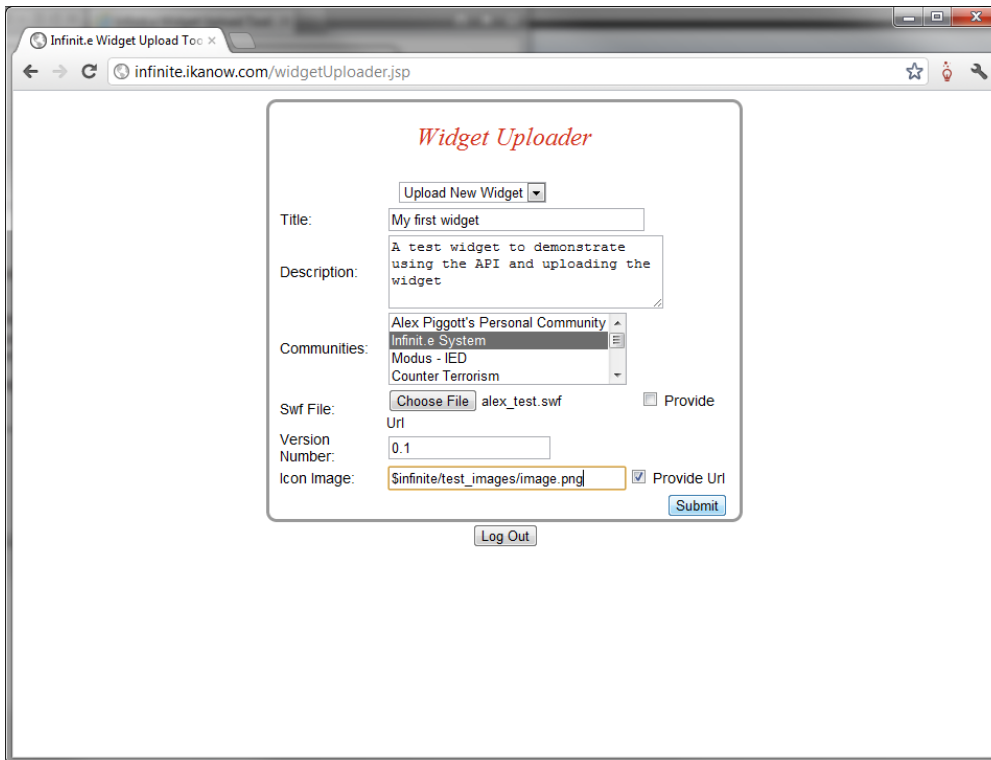 Infinit.e Widget Upload Too
infinite.ikanow.com/widgetUploader.jsp
Widget Uploader
Upload New Widget
Title:
My first widget
Description:
A test widget to demonstrate
using the API and uploading the
widget
Communities:
Alex Piggott's Personal Community
Infinit.e System
Modus - IED
Counter Terrorism
Swf File:
Choose File alex_test.swf
Provide
Url
Version
Number:
0.1
Icon Image:
$infinite/test_images/image.png
Provide Url
Submit
Log Out